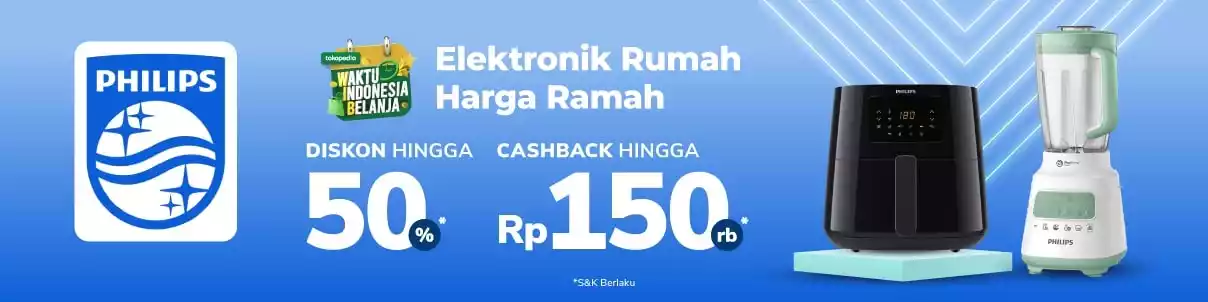 PHILIPS
tokopedia
WAKTU
INDONESIA
BELANJA
Elektronik Rumah
Harga Ramah
DISKON HINGGA
50%*
CASHBACK HINGGA
Rp150rb*
*S&K Berlaku
PHILIPS
180
PHILIPS